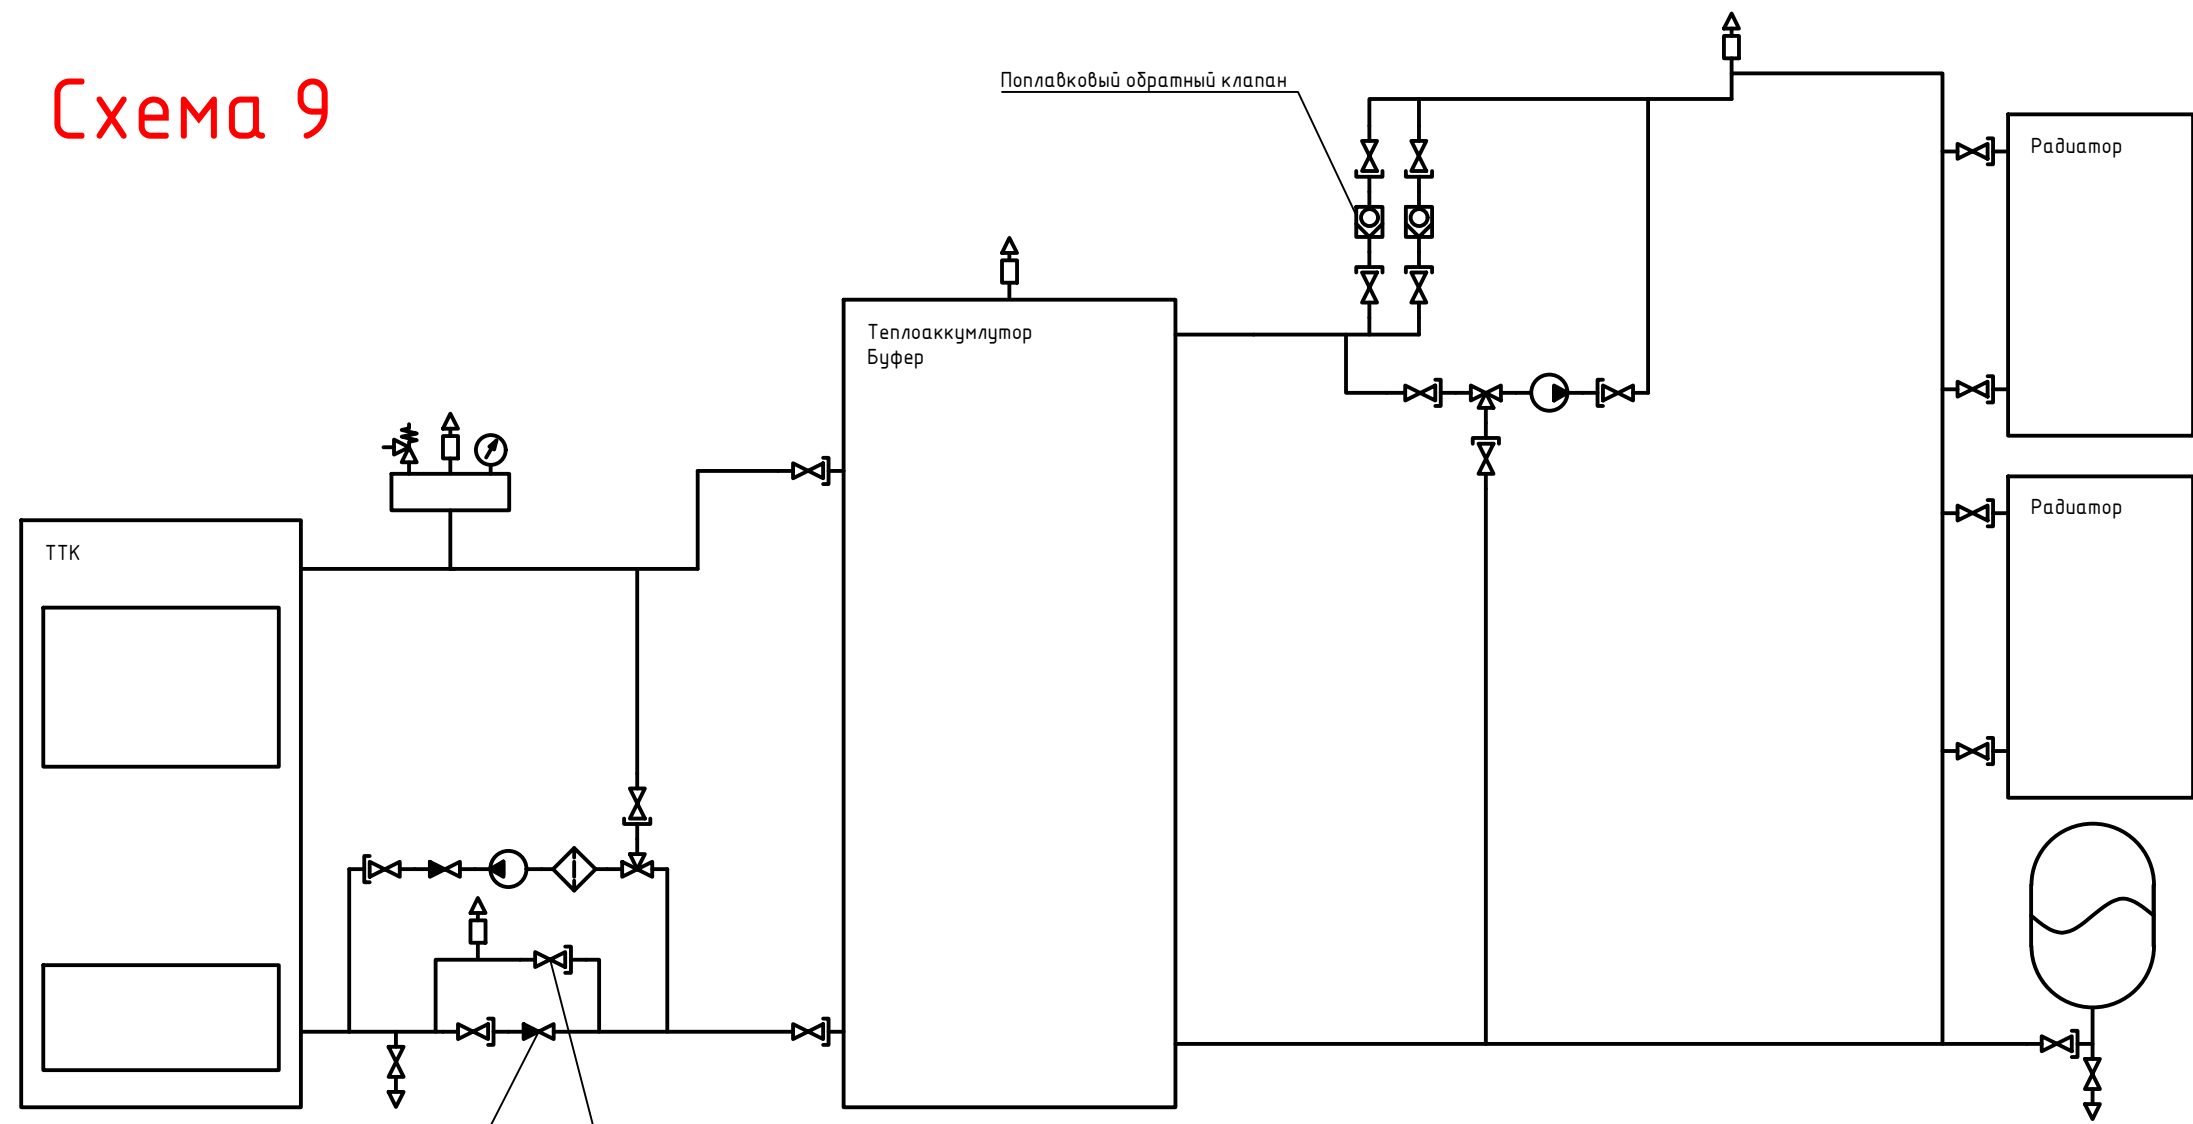 Схема 9
Поплавковый обратный клапан
Радиатор
Теплоаккумлутор
Буфер
Радиатор
ТТК